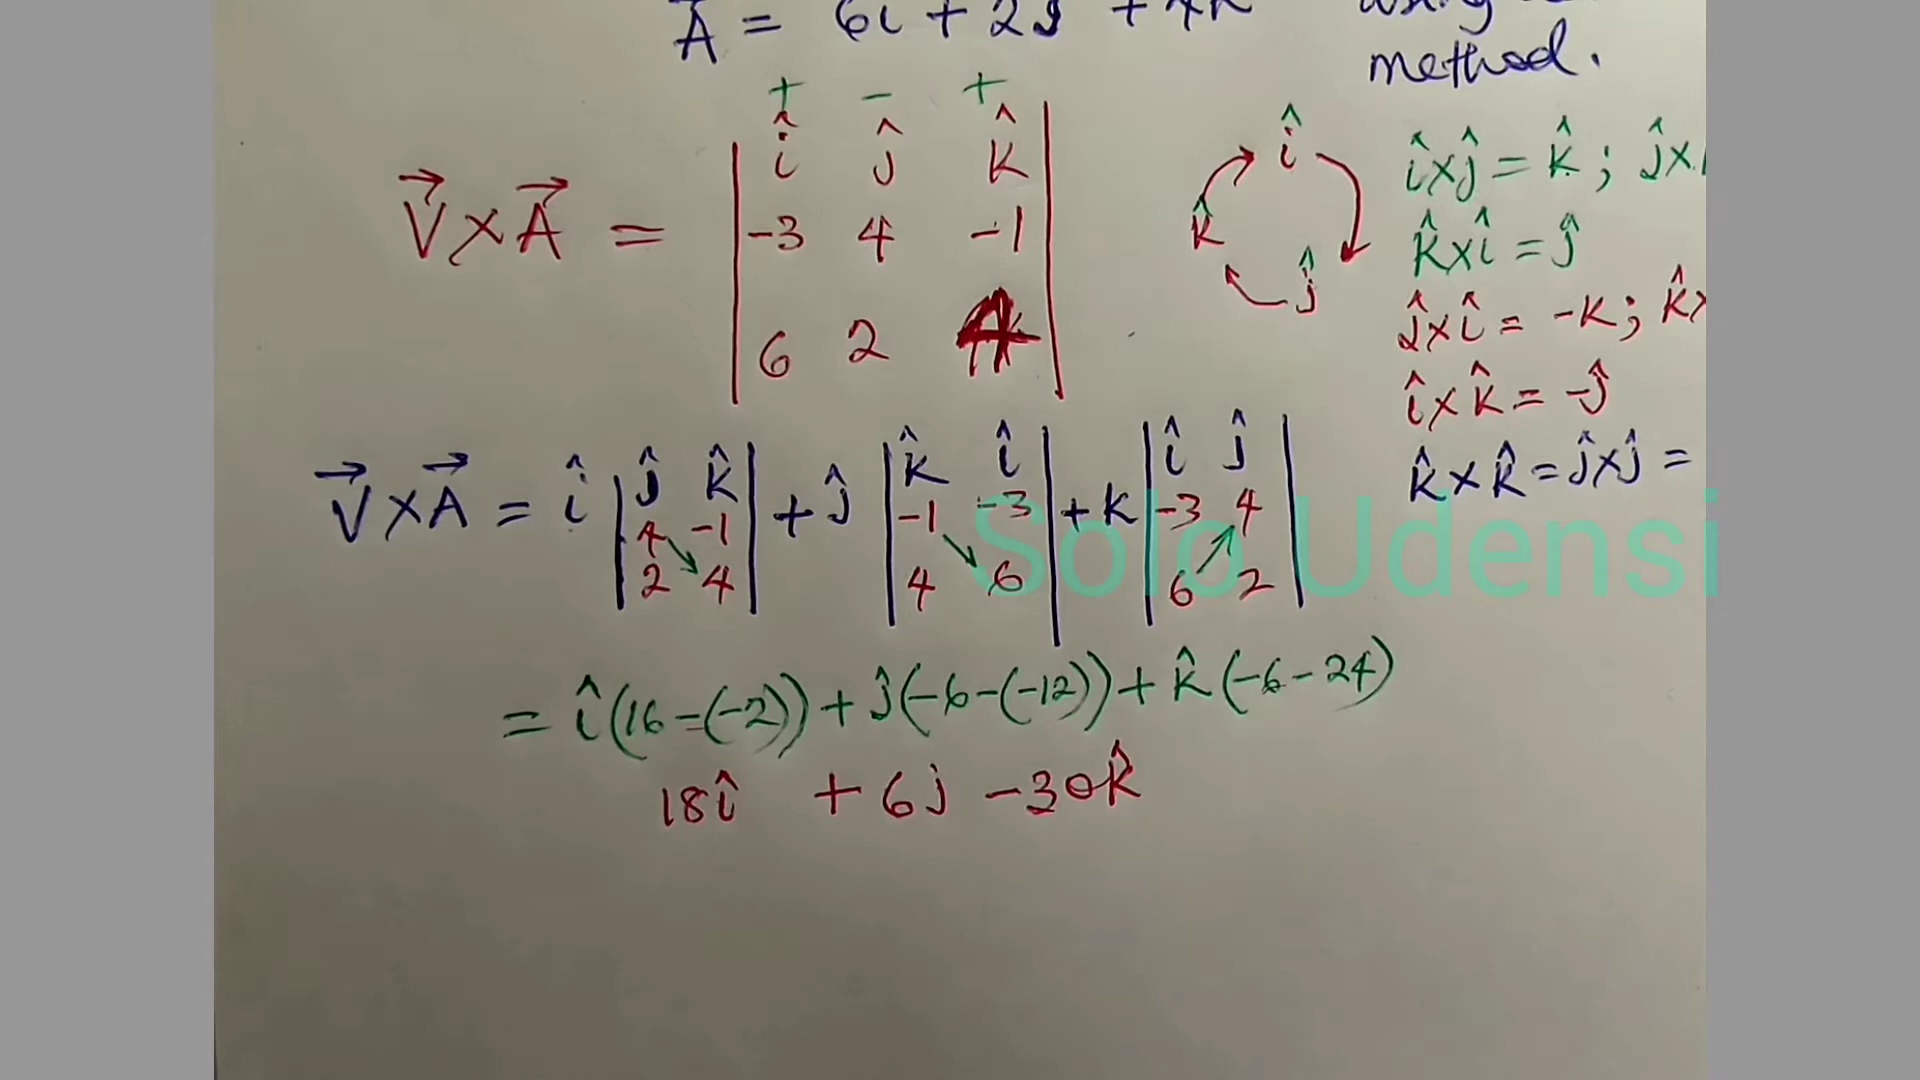 A⃗ = 6i + 2j + 4k
method.
+ − +
î ĵ k̂
V⃗ × A⃗ = -3 4 -1
6 2 4
î
k̂
ĵ
î×ĵ = k̂ ; ĵ×
k̂×î = ĵ
ĵ×î = -k ; k̂×
î×k̂ = -ĵ
k̂×k̂ = ĵ×ĵ =
V⃗ × A⃗ = î | ĵ k̂ | + ĵ | k̂ î | + k | î ĵ |
4 -1 -1 -3 -3 4
2 4 4 6 6 2
Solo Udensi
= î(16-(-2)) + ĵ(-6-(-12)) + k̂(-6-24)
18î + 6j -30k̂